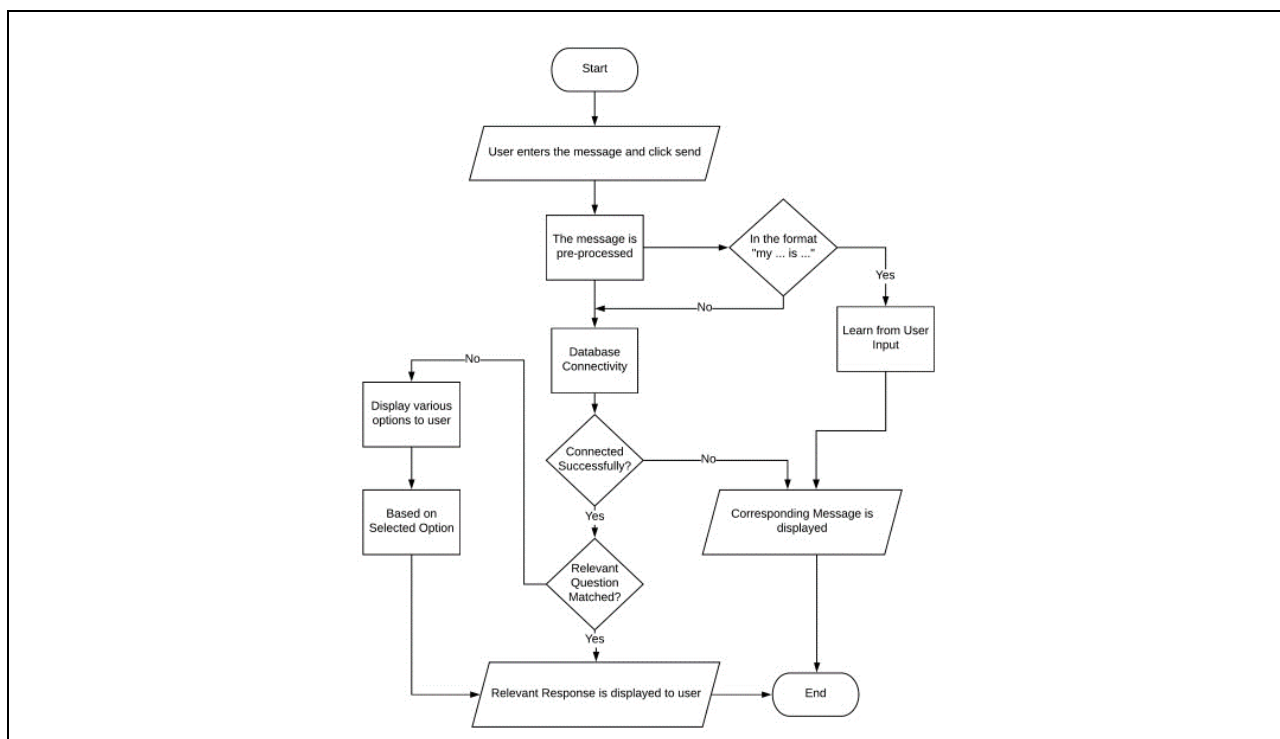 Start
User enters the message and click send
The message is
pre-processed
In the format
"my ... is ..."
Yes
No
Learn from User
Input
Database
Connectivity
No
Display various
options to user
Connected
Successfully?
No
Based on
Selected Option
Corresponding Message is
displayed
Yes
Relevant
Question
Matched?
Yes
Relevant Response is displayed to user
End